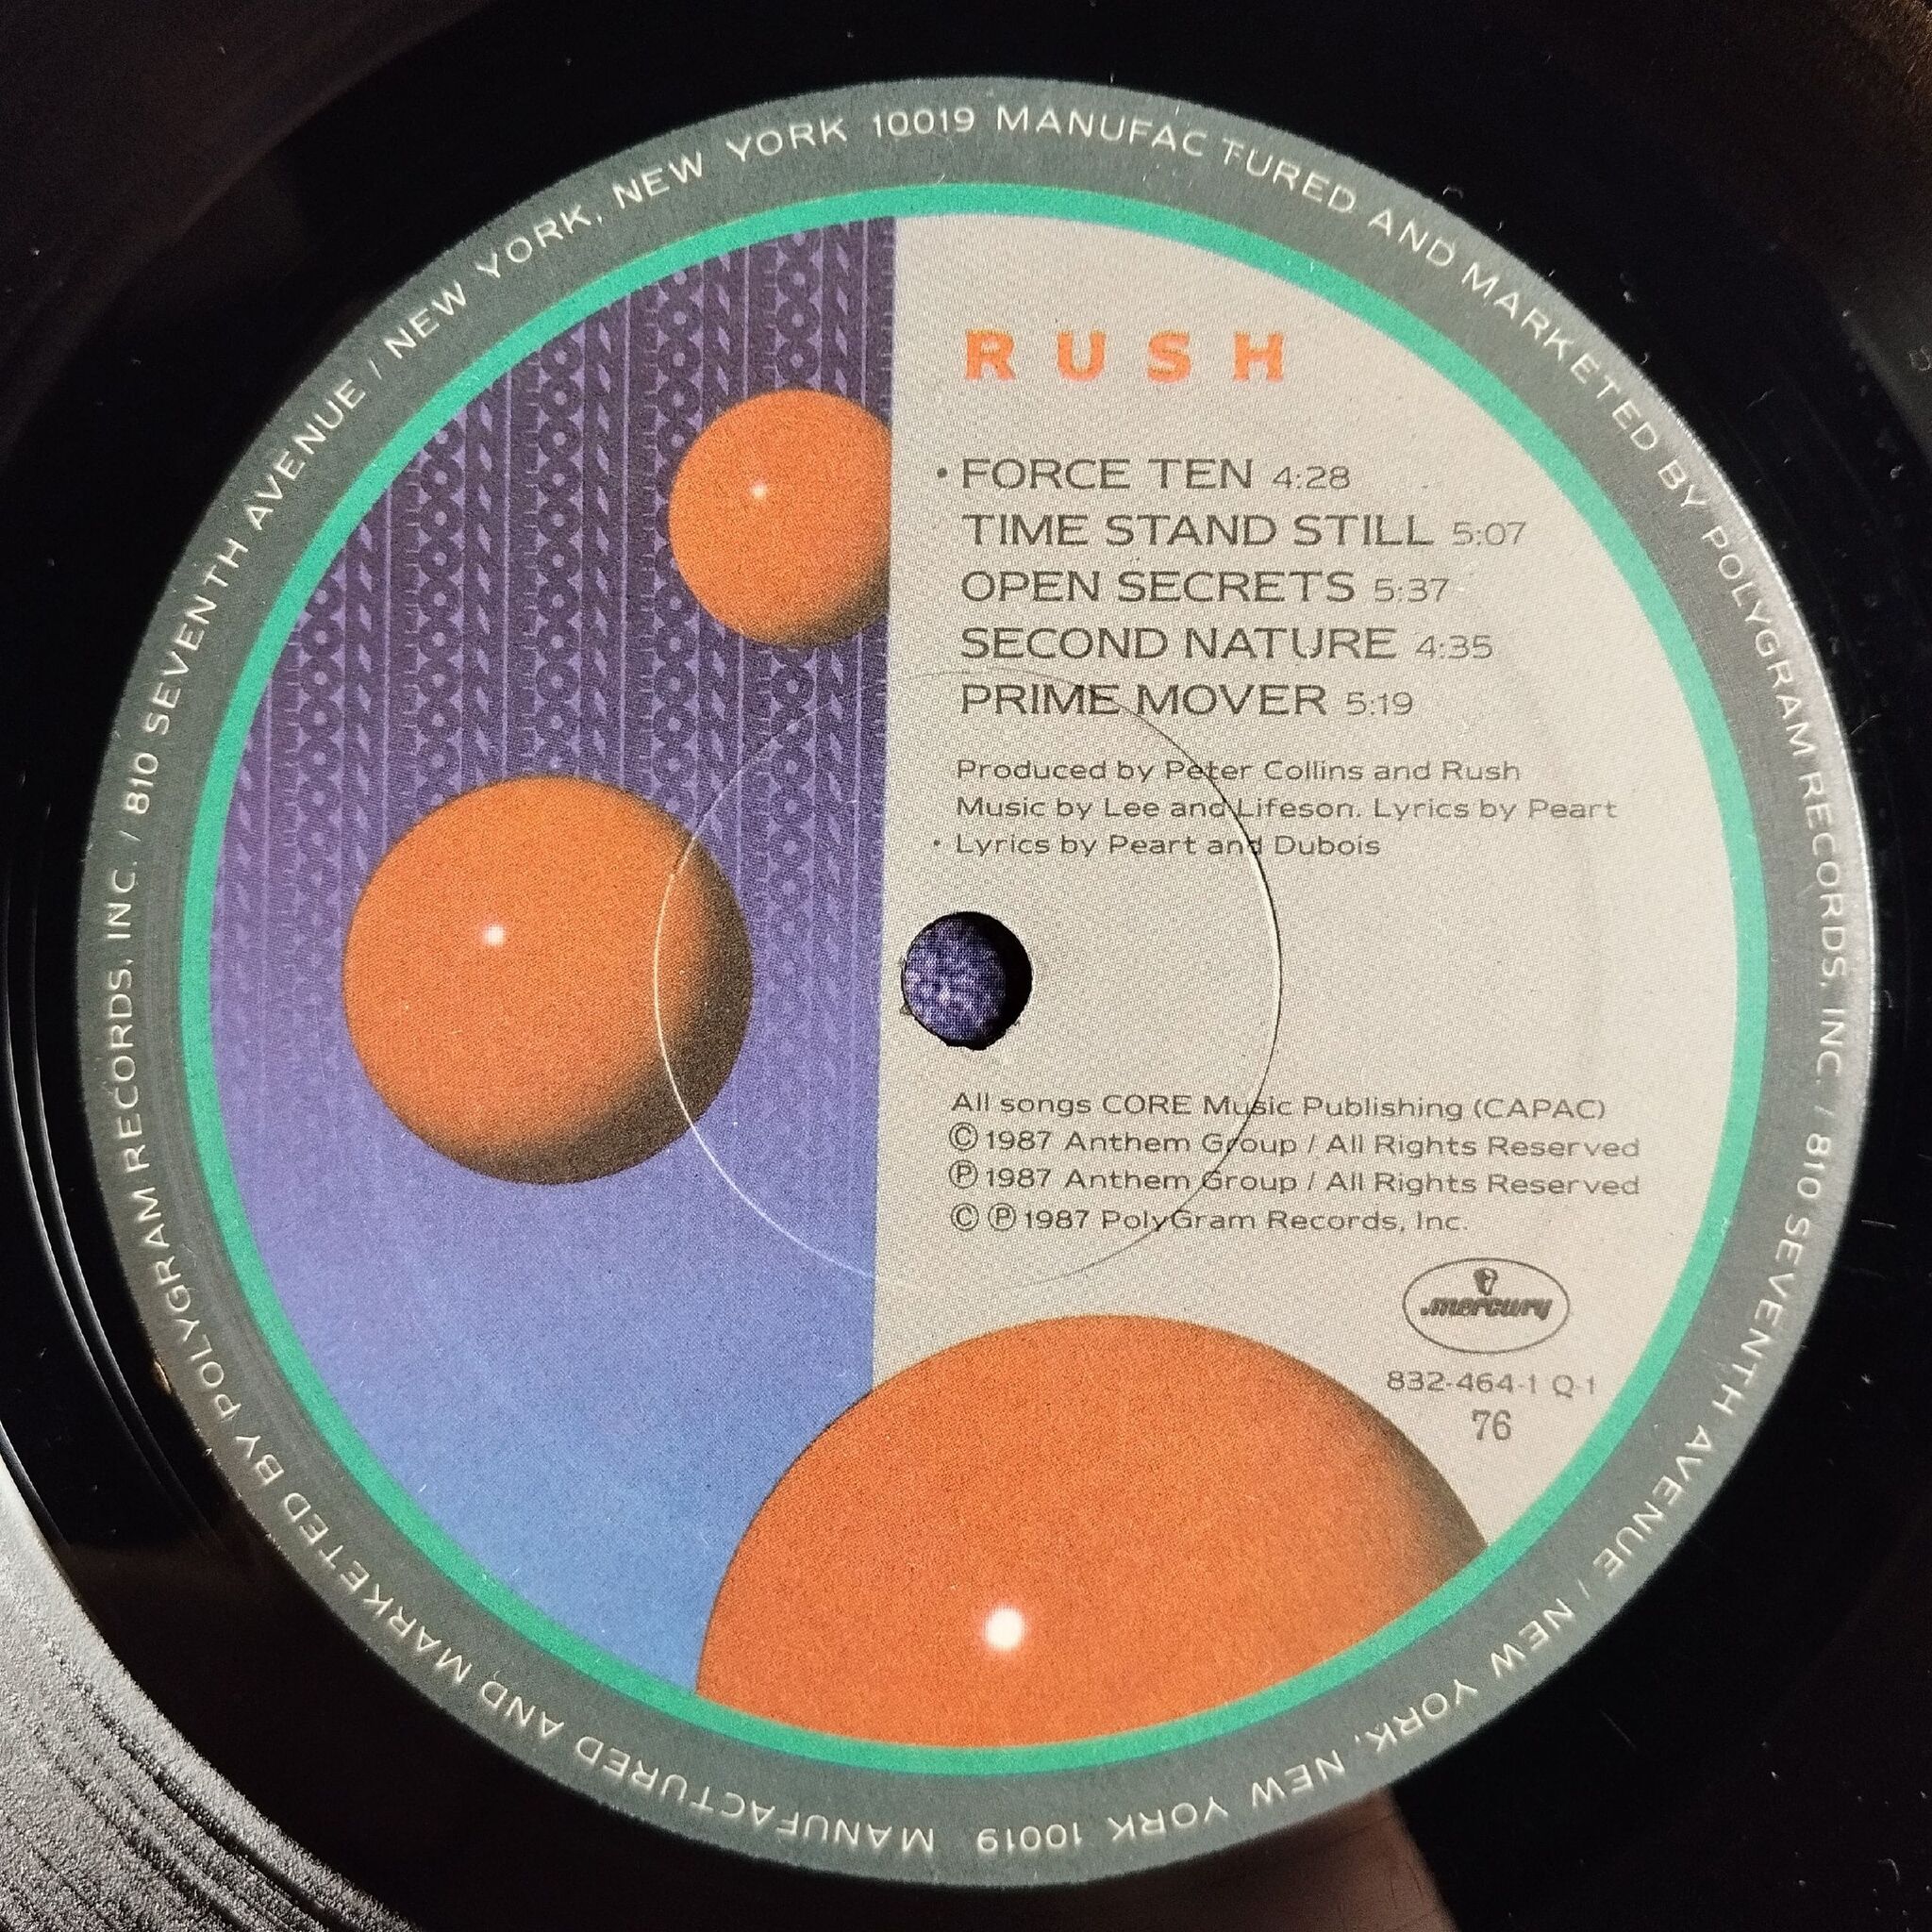 MANUFACTURED AND MARKETED BY POLYGRAM RECORDS, INC. / 810 SEVENTH AVENUE / NEW YORK, NEW YORK 10019
MANUFACTURED AND MARKETED BY POLYGRAM RECORDS, INC. / 810 SEVENTH AVENUE / NEW YORK, NEW YORK 10019
RUSH
• FORCE TEN 4:28
TIME STAND STILL 5:07
OPEN SECRETS 5:37
SECOND NATURE 4:35
PRIME MOVER 5:19
Produced by Peter Collins and Rush
Music by Lee and Lifeson. Lyrics by Peart
• Lyrics by Peart and Dubois
All songs CORE Music Publishing (CAPAC)
© 1987 Anthem Group / All Rights Reserved
℗ 1987 Anthem Group / All Rights Reserved
© ℗ 1987 PolyGram Records, Inc.
mercury
832-464-1 Q-1
76